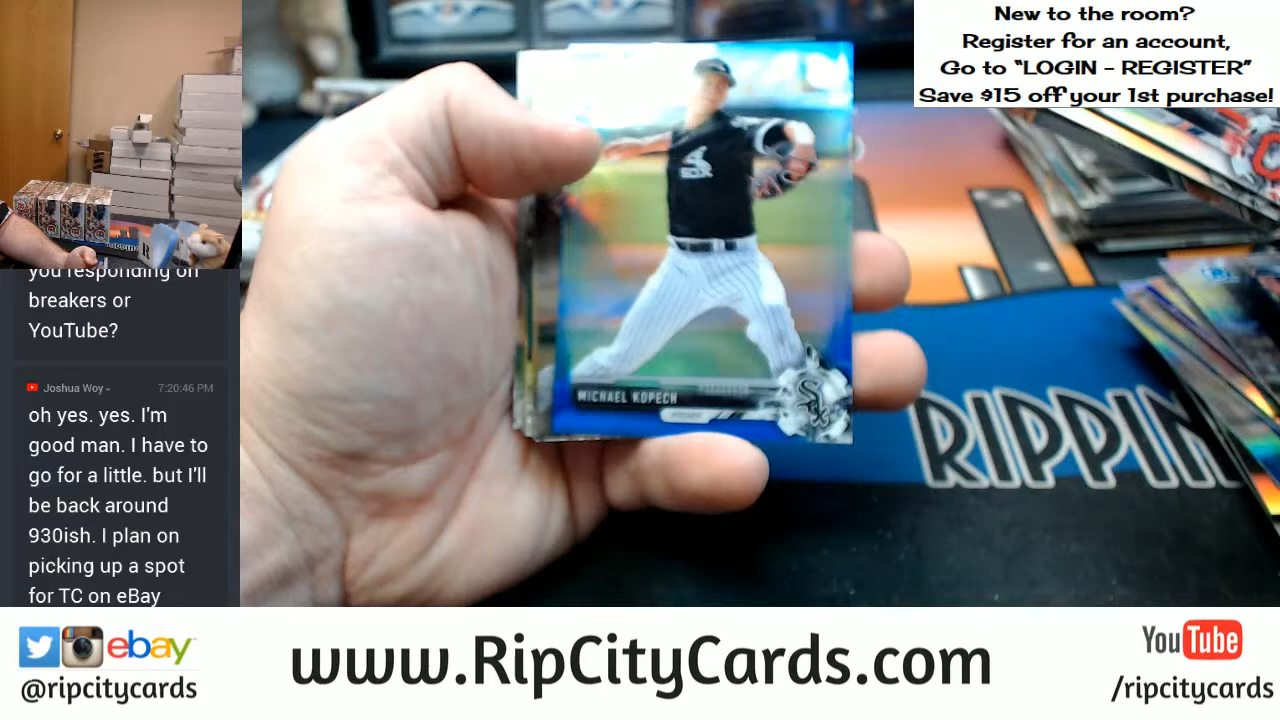 New to the room?
Register for an account,
Go to "LOGIN - REGISTER"
Save $15 off your 1st purchase!
you responding on
breakers or
YouTube?
Joshua Woy
7:20:46 PM
oh yes. yes. I'm
good man. I have to
go for a little. but I'll
be back around
930ish. I plan on
picking up a spot
for TC on eBay
SOX
MICHAEL KOPECH
RIPPIN
ebay
@ripcitycards
www.RipCityCards.com
YouTube
/ripcitycards